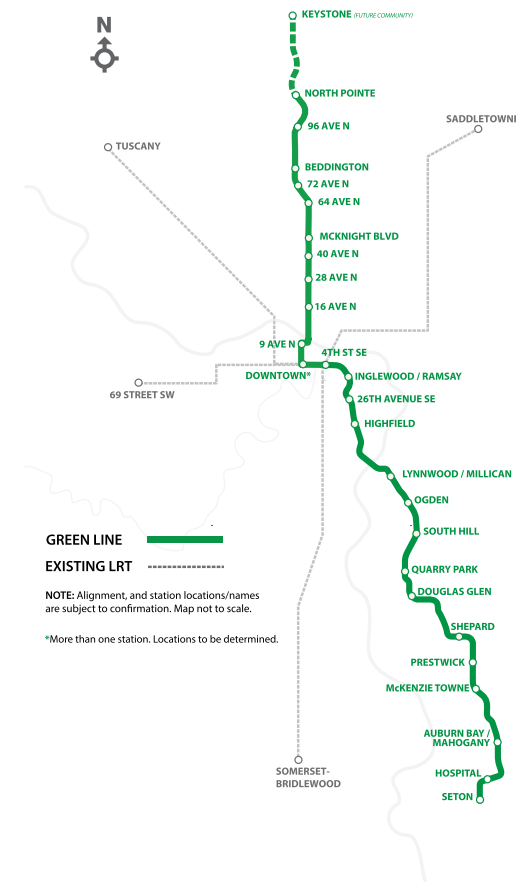 KEYSTONE (FUTURE COMMUNITY)
N
NORTH POINTE
SADDLETOWNE
96 AVE N
TUSCANY
BEDDINGTON
72 AVE N
64 AVE N
MCKNIGHT BLVD
40 AVE N
28 AVE N
16 AVE N
9 AVE N
4TH ST SE
DOWNTOWN*
INGLEWOOD / RAMSAY
69 STREET SW
26TH AVENUE SE
HIGHFIELD
LYNNWOOD / MILLICAN
OGDEN
SOUTH HILL
GREEN LINE
EXISTING LRT
QUARRY PARK
DOUGLAS GLEN
NOTE: Alignment, and station locations/names
are subject to confirmation. Map not to scale.
SHEPARD
*More than one station. Locations to be determined.
PRESTWICK
McKENZIE TOWNE
AUBURN BAY /
MAHOGANY
SOMERSET-
BRIDLEWOOD
HOSPITAL
SETON